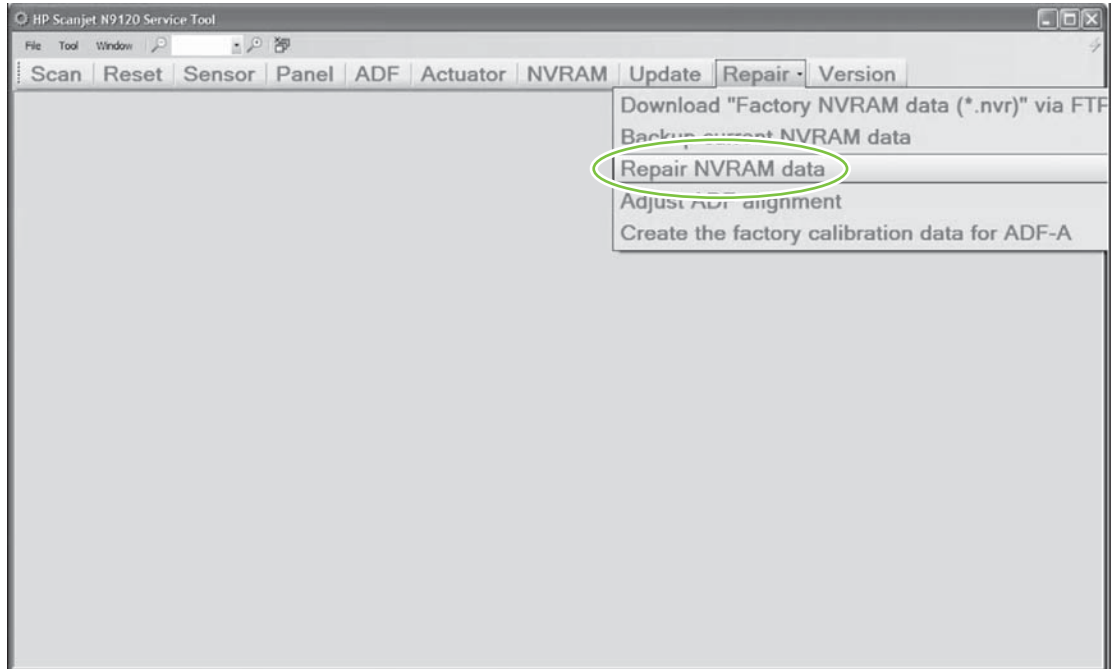 HP Scanjet N9120 Service Tool
File Tool Window
Scan Reset Sensor Panel ADF Actuator NVRAM Update Repair Version
Download "Factory NVRAM data (*.nvr)" via FTP
Backup current NVRAM data
Repair NVRAM data
Adjust ADF alignment
Create the factory calibration data for ADF-A